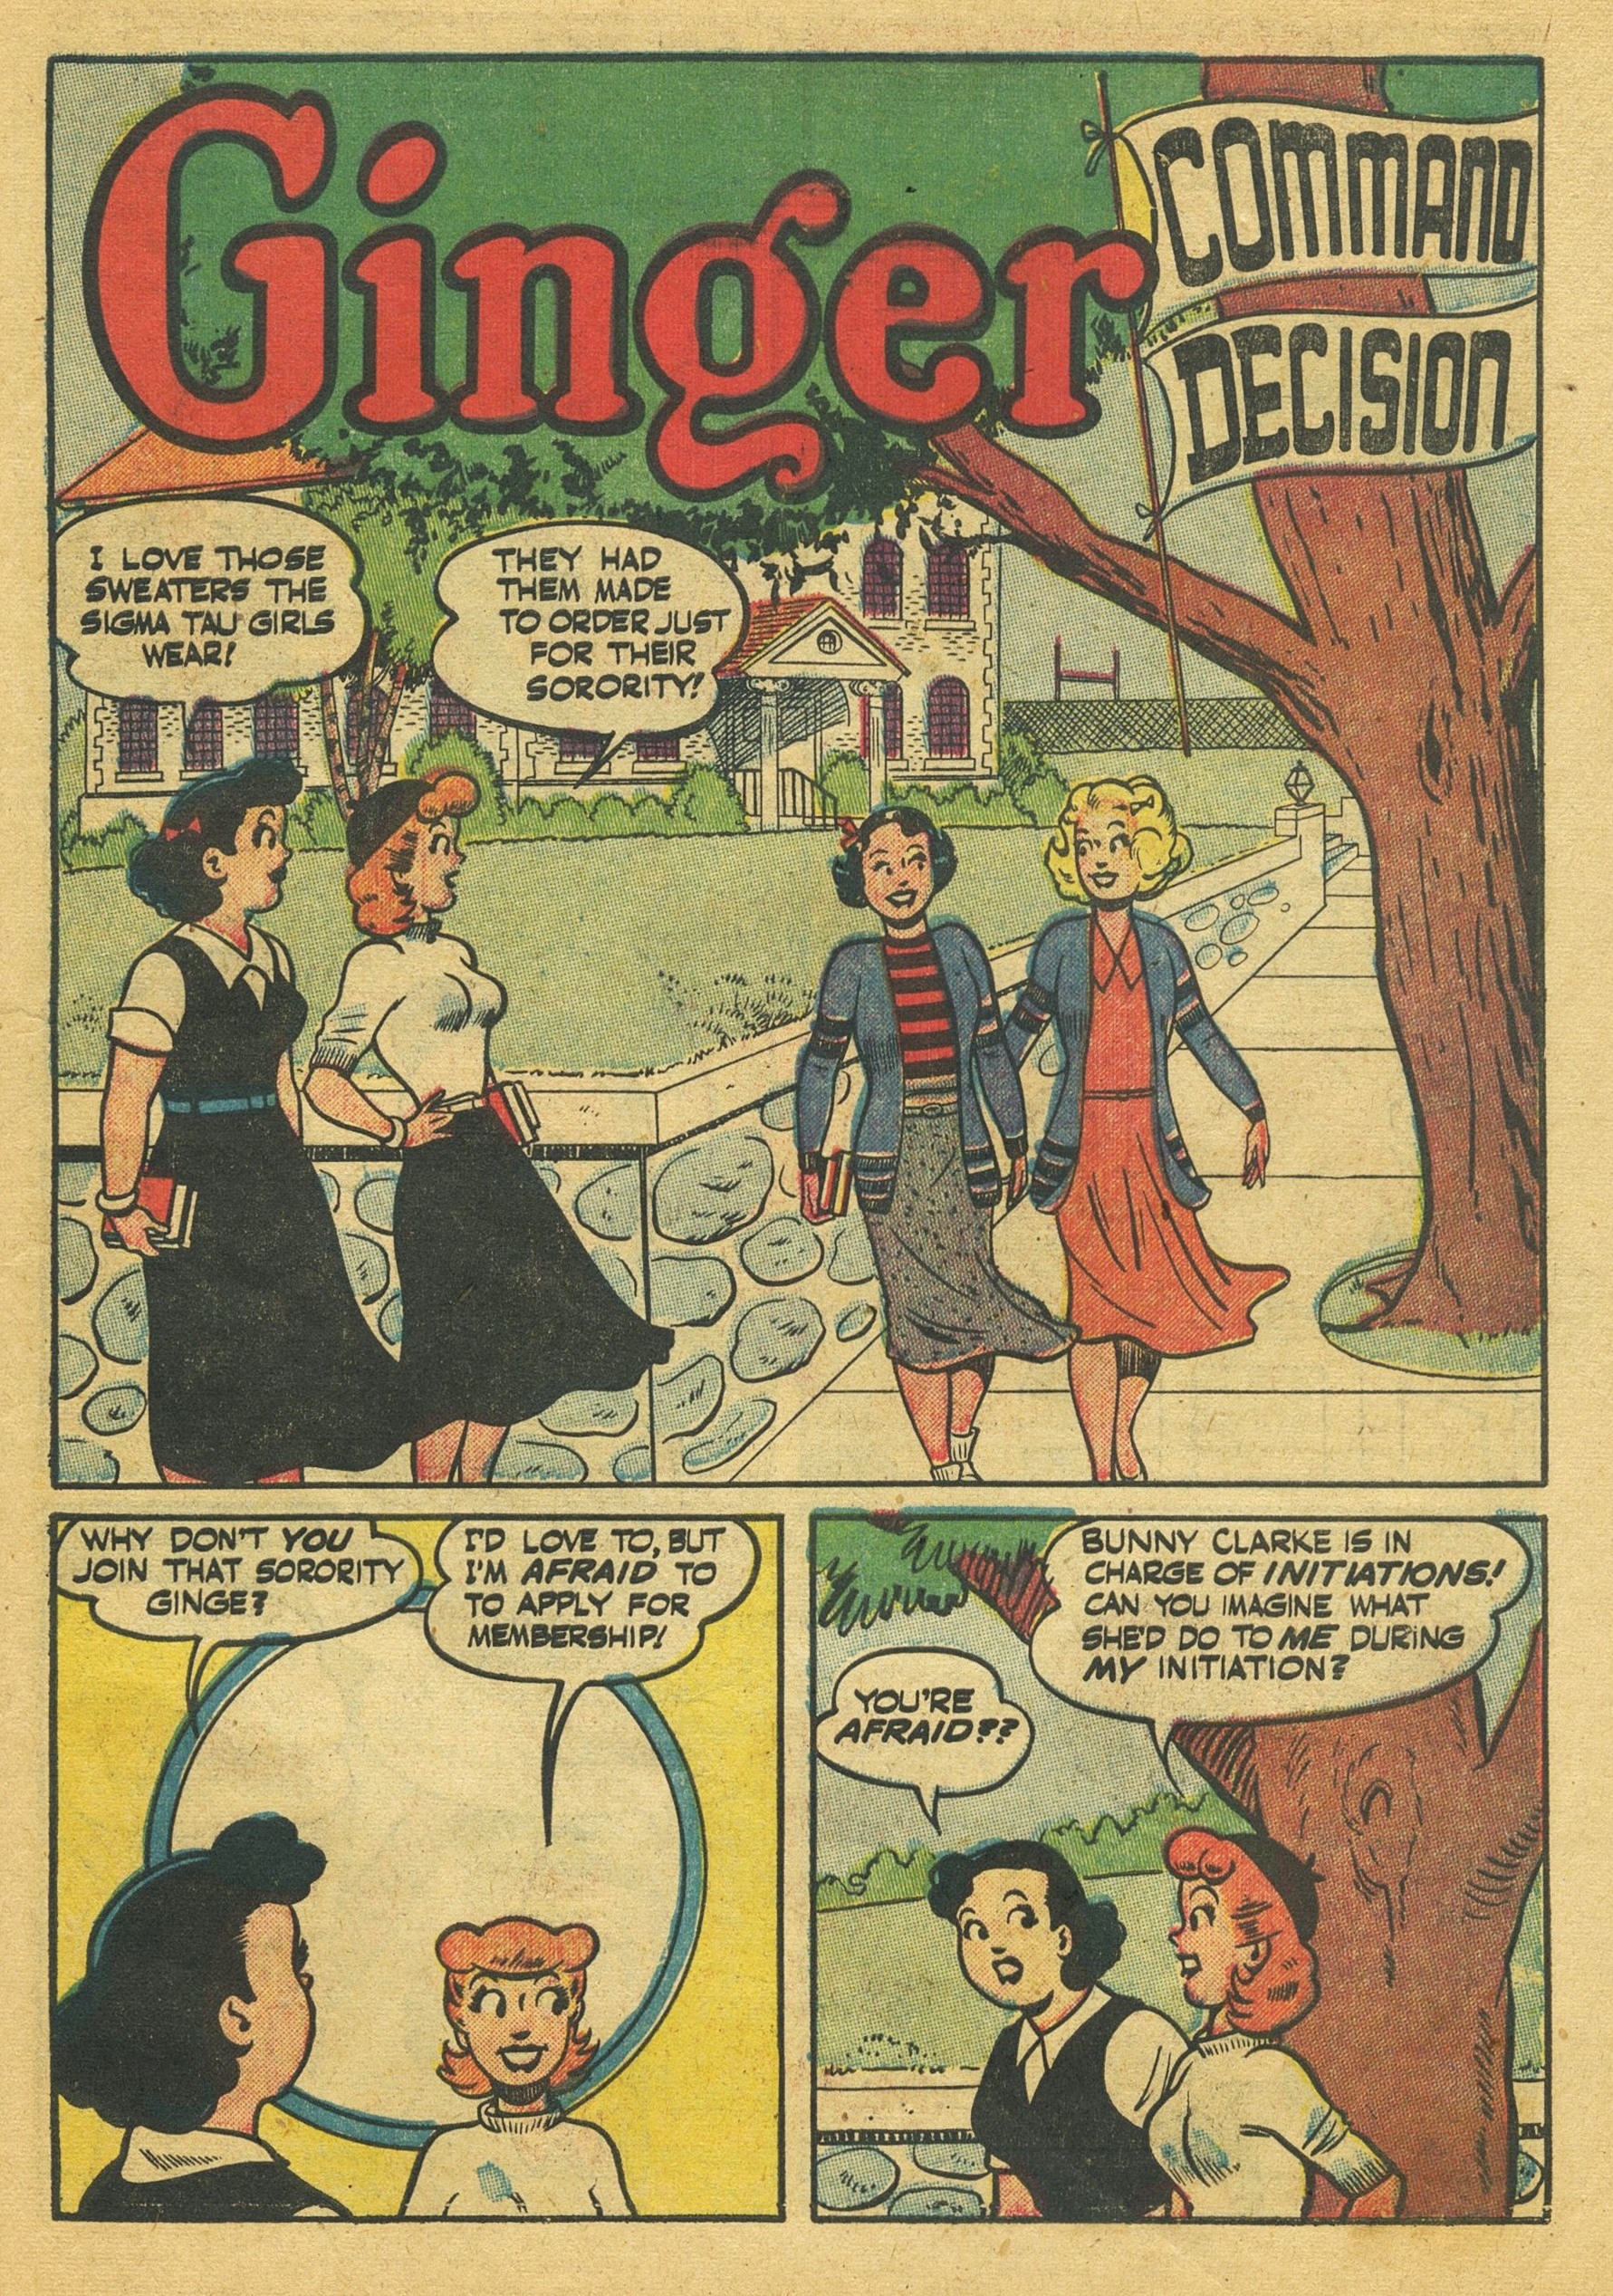 Ginger
COMMAND
DECISION
I LOVE THOSE
SWEATERS THE
SIGMA TAU GIRLS
WEAR!
THEY HAD
THEM MADE
TO ORDER JUST
FOR THEIR
SORORITY!
WHY DON'T YOU
JOIN THAT SORORITY
GINGE?
I'D LOVE TO, BUT
I'M AFRAID TO
TO APPLY FOR
MEMBERSHIP!
YOU'RE
AFRAID??
BUNNY CLARKE IS IN
CHARGE OF INITIATIONS!
CAN YOU IMAGINE WHAT
SHE'D DO TO ME DURING
MY INITIATION?